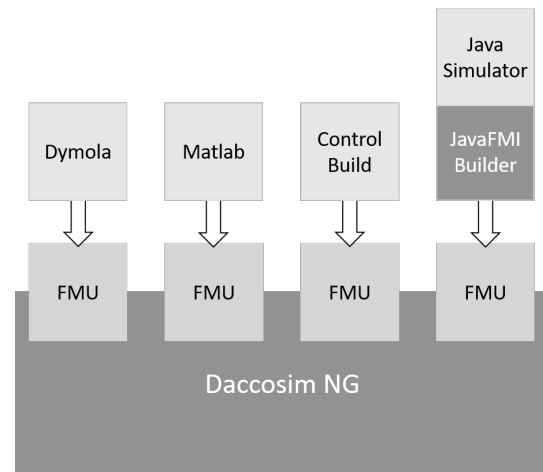 Java
Simulator
Dymola
Matlab
Control
Build
JavaFMI
Builder
FMU
FMU
FMU
FMU
Daccosim NG